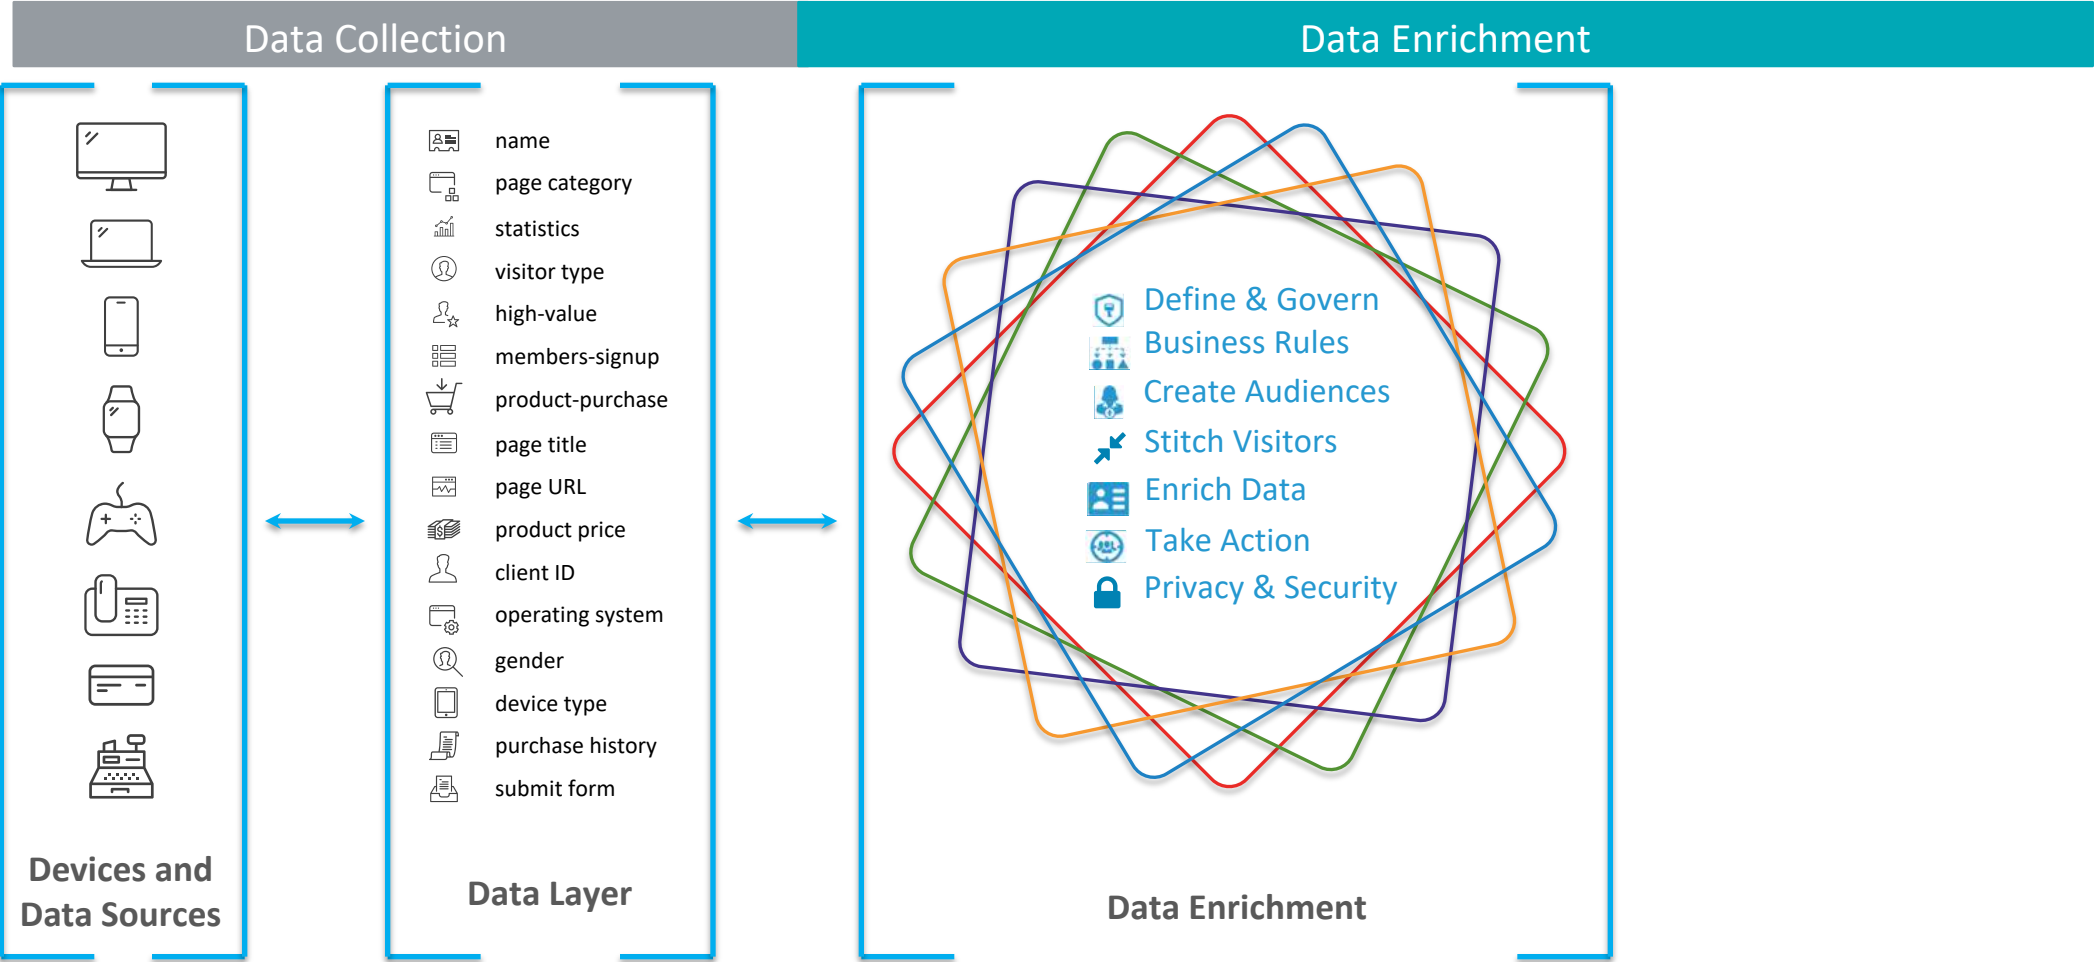 Data Collection
Data Enrichment
name
page category
statistics
visitor type
high-value
members-signup
product-purchase
page title
page URL
product price
client ID
operating system
gender
device type
purchase history
submit form
Define & Govern
Business Rules
Create Audiences
Stitch Visitors
Enrich Data
Take Action
Privacy & Security
Devices and
Data Sources
Data Layer
Data Enrichment